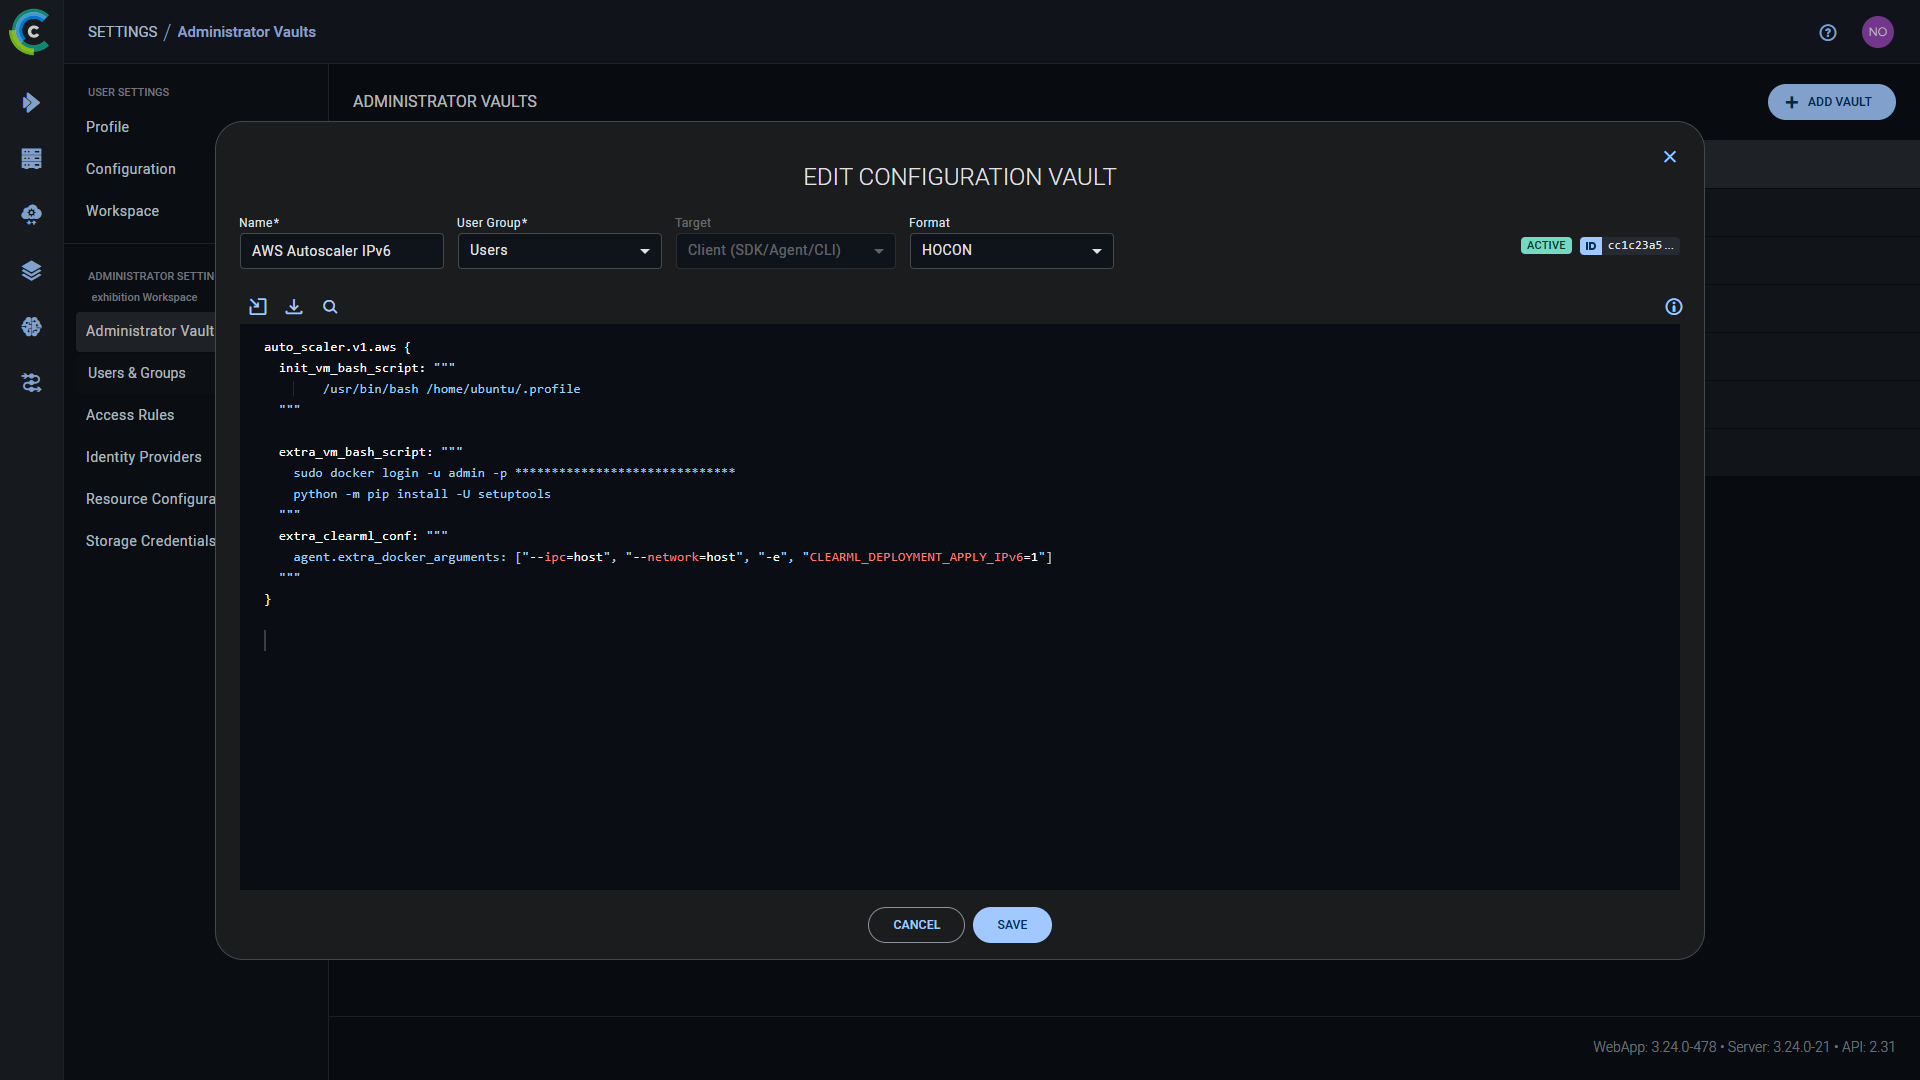 SETTINGS / Administrator Vaults
NO
USER SETTINGS
Profile
Configuration
Workspace
ADMINISTRATOR SETTIN
exhibition Workspace
Administrator Vault
Users & Groups
Access Rules
Identity Providers
Resource Configura
Storage Credentials
ADMINISTRATOR VAULTS
ADD VAULT
EDIT CONFIGURATION VAULT
Name*
AWS Autoscaler IPv6
User Group*
Users
Target
Client (SDK/Agent/CLI)
Format
HOCON
ACTIVE
ID cc1c23a5...
auto_scaler.v1.aws {
init_vm_bash_script: """
/usr/bin/bash /home/ubuntu/.profile
"""
extra_vm_bash_script: """
sudo docker login -u admin -p ******************************
python -m pip install -U setuptools
"""
extra_clearml_conf: """
agent.extra_docker_arguments: ["--ipc=host", "--network=host", "-e", "CLEARML_DEPLOYMENT_APPLY_IPv6=1"]
"""
}
CANCEL
SAVE
WebApp: 3.24.0-478 • Server: 3.24.0-21 • API: 2.31